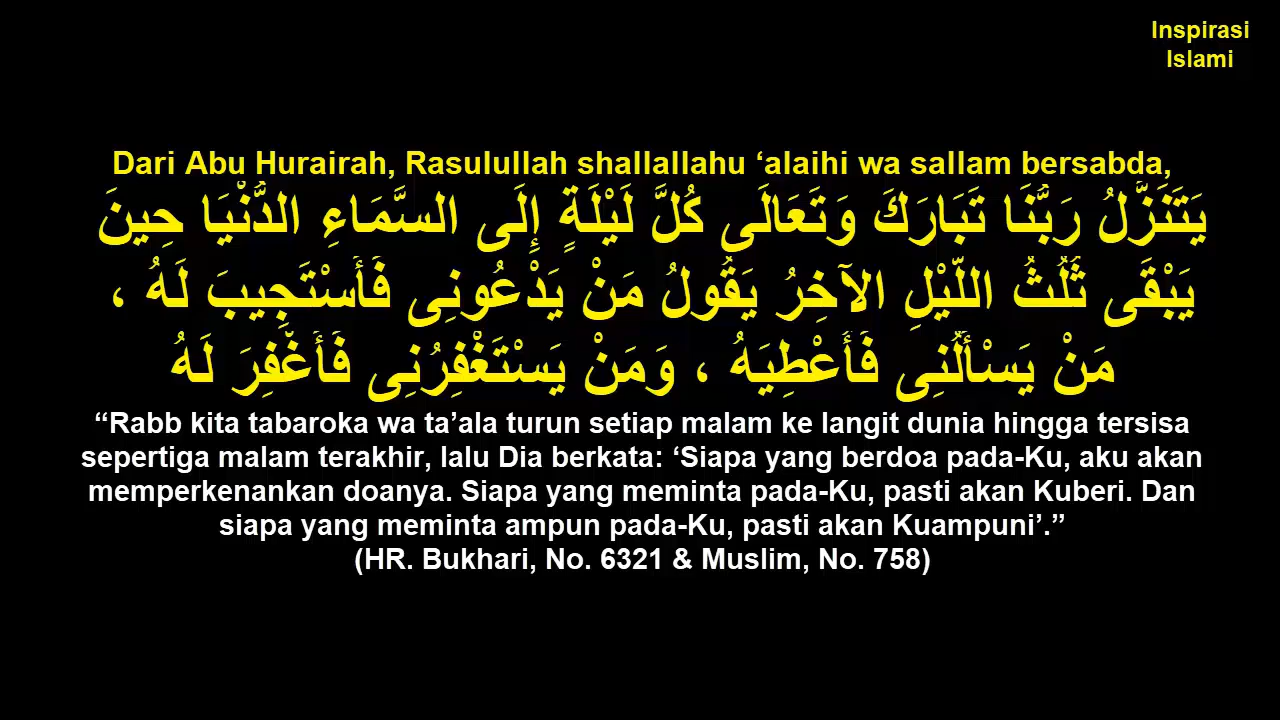 Inspirasi
Islami
Dari Abu Hurairah, Rasulullah shallallahu ‘alaihi wa sallam bersabda,
يَتَنَزَّلُ رَبُّنَا تَبَارَكَ وَتَعَالَى كُلَّ لَيْلَةٍ إِلَى السَّمَاءِ الدُّنْيَا حِينَ
يَبْقَى ثُلُثُ اللَّيْلِ الآخِرُ يَقُولُ مَنْ يَدْعُونِى فَأَسْتَجِيبَ لَهُ ،
مَنْ يَسْأَلُنِى فَأُعْطِيَهُ ، وَمَنْ يَسْتَغْفِرُنِى فَأَغْفِرَ لَهُ
“Rabb kita tabaroka wa ta’ala turun setiap malam ke langit dunia hingga tersisa
sepertiga malam terakhir, lalu Dia berkata: ‘Siapa yang berdoa pada-Ku, aku akan
memperkenankan doanya. Siapa yang meminta pada-Ku, pasti akan Kuberi. Dan
siapa yang meminta ampun pada-Ku, pasti akan Kuampuni’.”
(HR. Bukhari, No. 6321 & Muslim, No. 758)